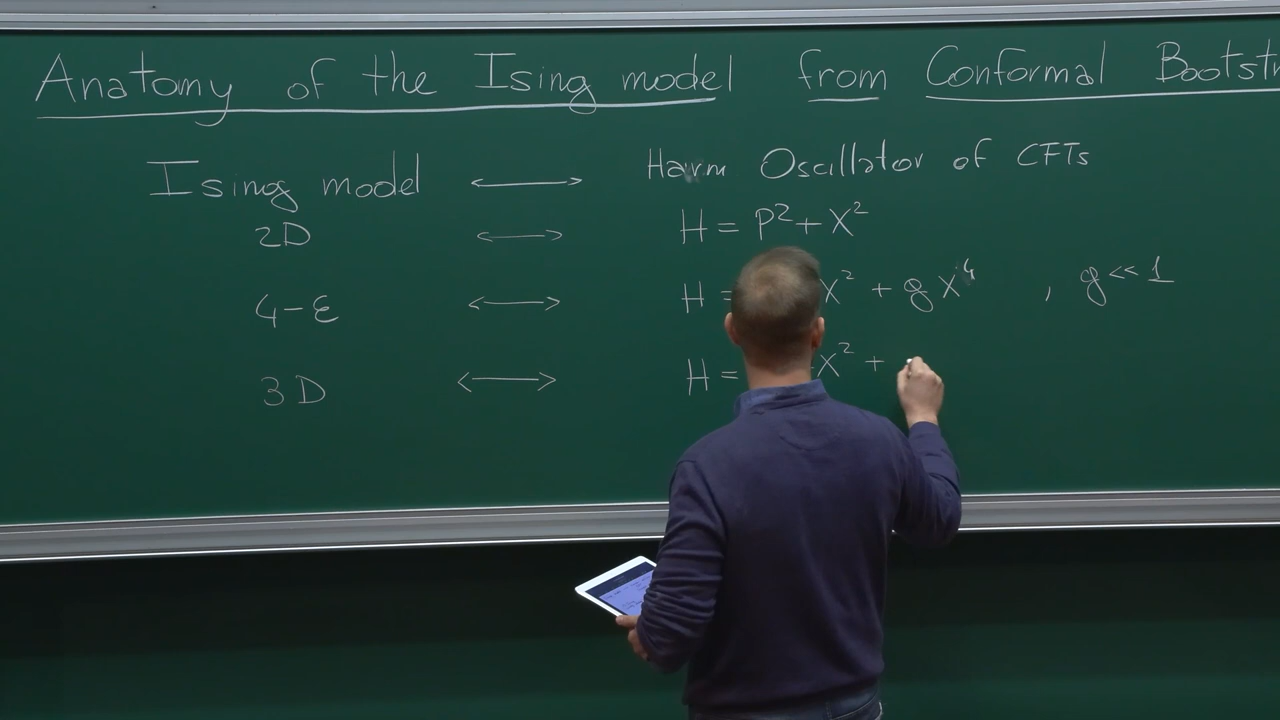 Anatomy of the Ising model from Conformal Bootst
Ising model ⟷ Harm Oscillator of CFTs
2D ⟷ H = P² + X²
4-ε ⟷ H = X² + g X⁴ , g << 1
3D ⟷ H = X² +